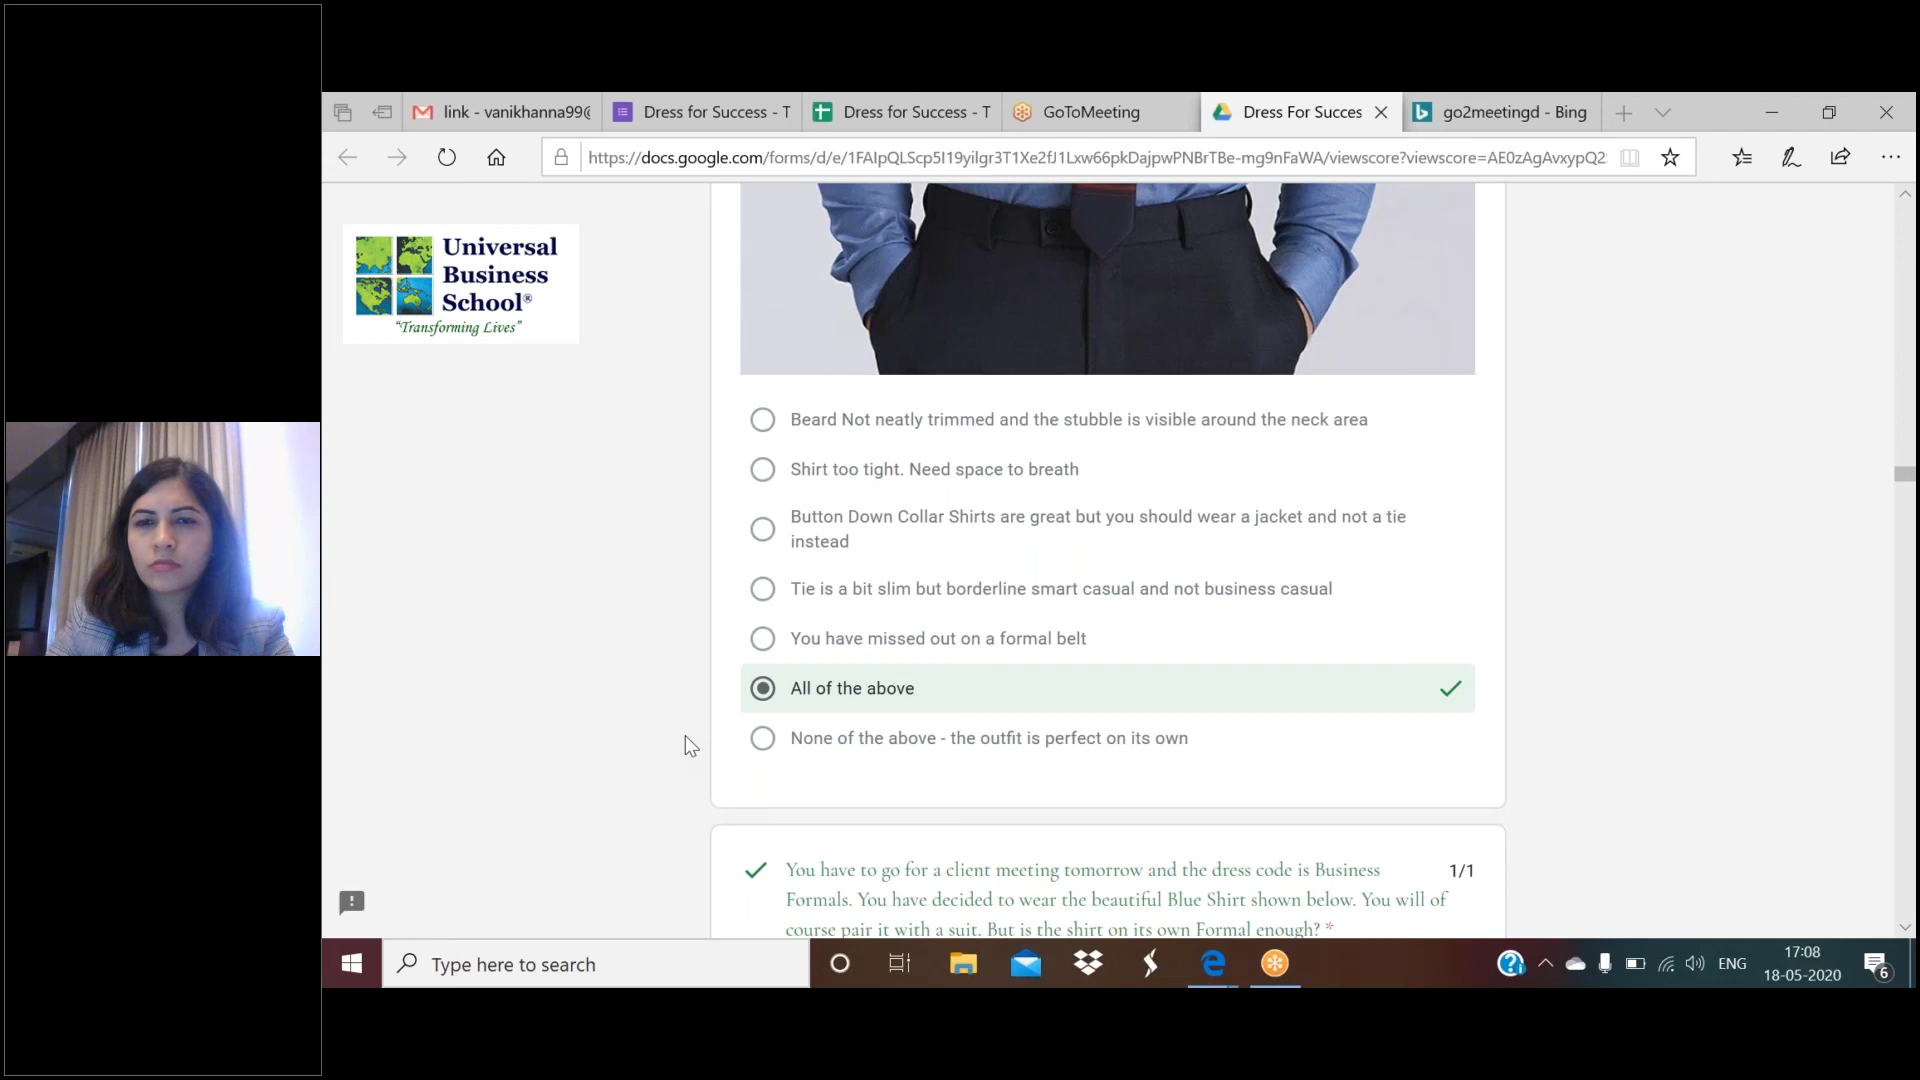 link - vanikhanna99@
Dress for Success - T
Dress for Success - T
GoToMeeting
Dress For Succes
go2meetingd - Bing
https://docs.google.com/forms/d/e/1FAIpQLScp5I19yiIgr3T1Xe2fJ1Lxw66pkDajpwPNBrTBe-mg9nFaWA/viewscore?viewscore=AE0zAgAvxypQ2
Universal
Business
School®
“Transforming Lives”
Beard Not neatly trimmed and the stubble is visible around the neck area
Shirt too tight. Need space to breath
Button Down Collar Shirts are great but you should wear a jacket and not a tie
instead
Tie is a bit slim but borderline smart casual and not business casual
You have missed out on a formal belt
All of the above
None of the above - the outfit is perfect on its own
You have to go for a client meeting tomorrow and the dress code is Business
1/1
Formals. You have decided to wear the beautiful Blue Shirt shown below. You will of
course pair it with a suit. But is the shirt on its own Formal enough? *
Type here to search
ENG
17:08
18-05-2020
6